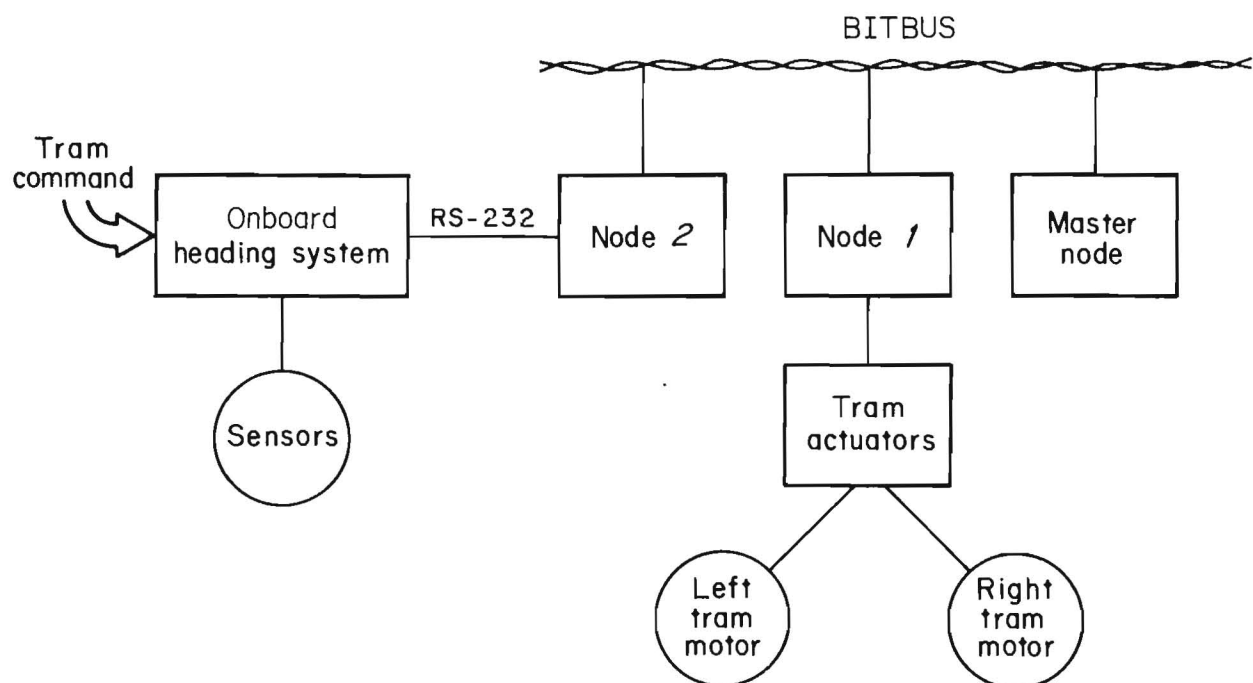 BITBUS
Tram
command
Onboard
heading system
RS-232
Node 2
Node 1
Master
node
Sensors
Tram
actuators
Left
tram
motor
Right
tram
motor